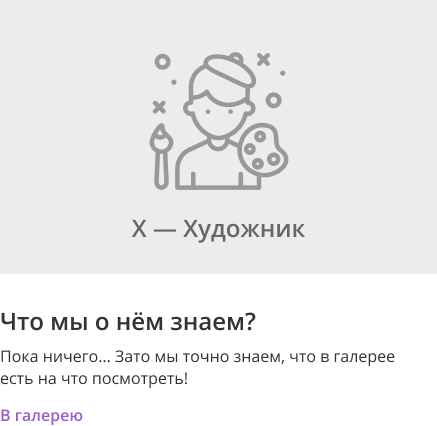 Х — Художник
Что мы о нём знаем?
Пока ничего... Зато мы точно знаем, что в галерее
есть на что посмотреть!
В галерею